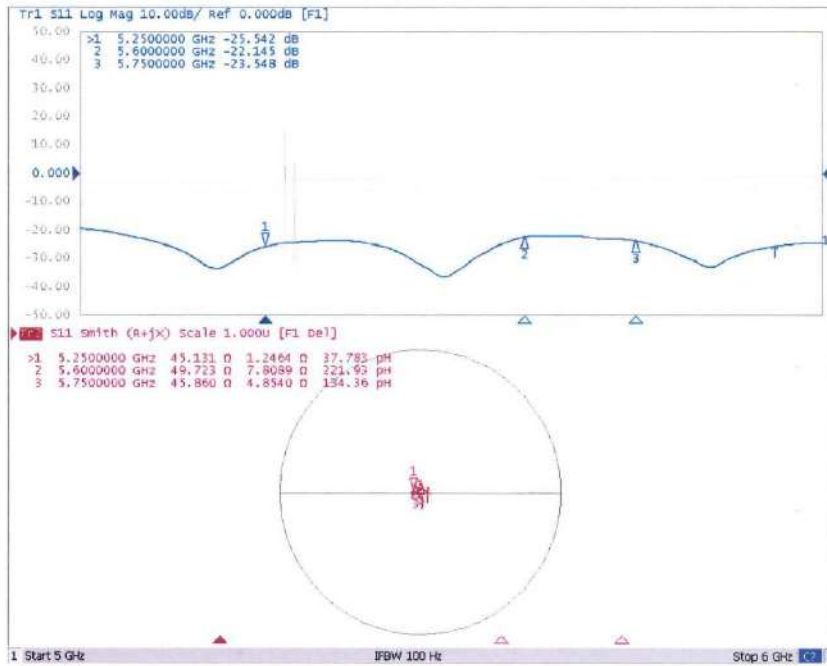 Tr1 S11 Log Mag 10.00dB/ Ref 0.000dB [F1]
50.00
40.00
30.00
20.00
10.00
0.000
-10.00
-20.00
-30.00
-40.00
-50.00
>1 5.2500000 GHz -25.542 dB
2 5.6000000 GHz -22.145 dB
3 5.7500000 GHz -23.548 dB
1
2
3
1
S11 Smith (R+jX) Scale 1.000U [F1 Del]
>1 5.2500000 GHz 45.131 Ω 1.2464 Ω 37.783 pH
2 5.6000000 GHz 49.723 Ω 7.8089 Ω 221.93 pH
3 5.7500000 GHz 45.860 Ω 4.8540 Ω 134.36 pH
1
1 Start 5 GHz IFBW 100 Hz Stop 6 GHz